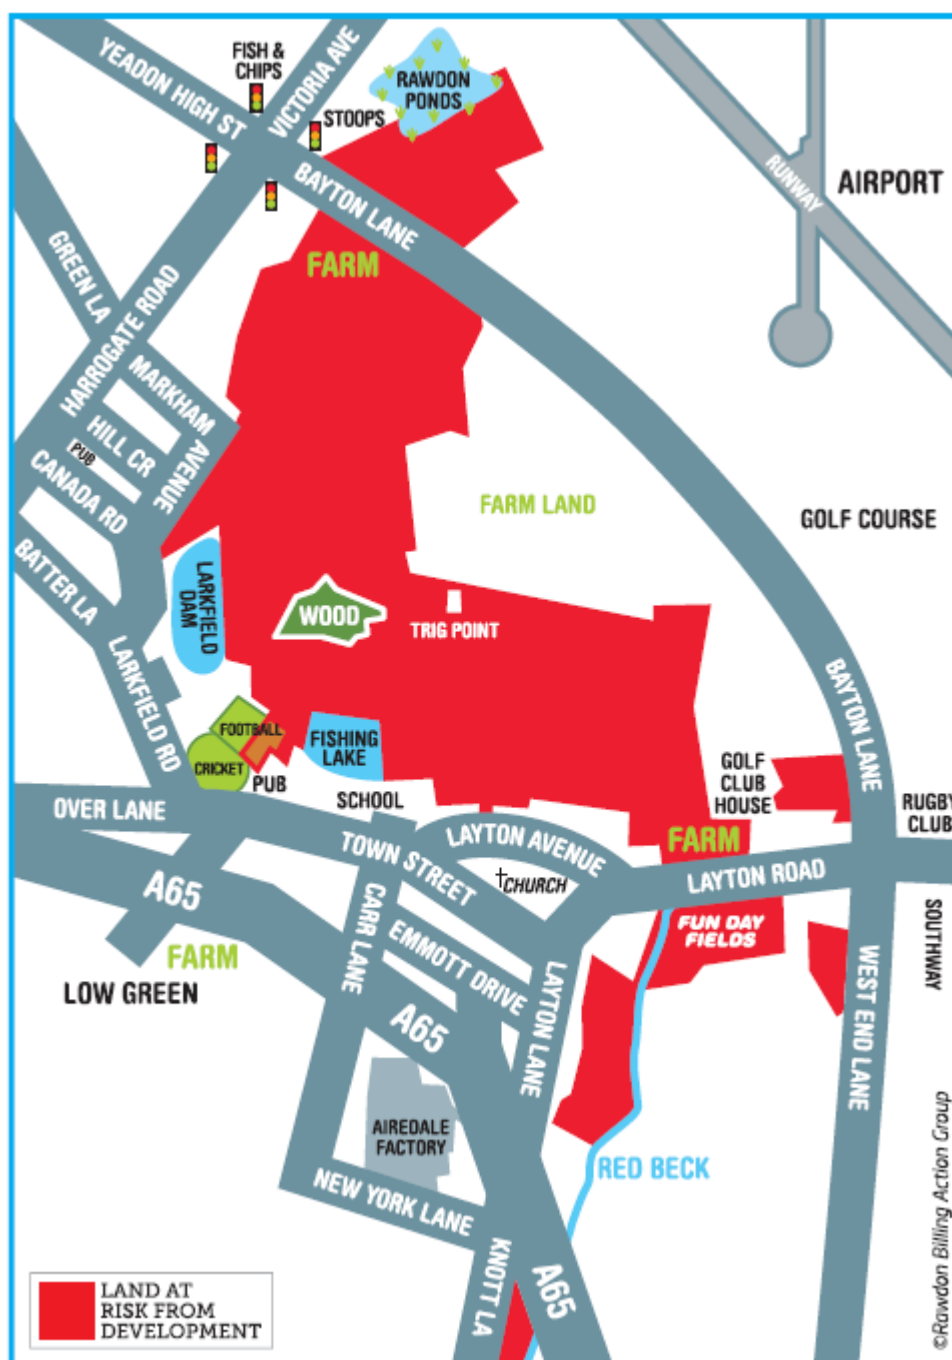 FISH &
CHIPS
YEADON HIGH ST
VICTORIA AVE
RAWDON
PONDS
STOOPS
BAYTON LANE
RUNWAY
AIRPORT
GREEN LA
FARM
HARROGATE ROAD
MARKHAM
AVENUE
HILL CR
PUB
CANADA RD
BATTER LA
FARM LAND
GOLF COURSE
LARKFIELD
DAM
WOOD
TRIG POINT
LARKFIELD RD
BAYTON LANE
FOOTBALL
CRICKET
PUB
FISHING
LAKE
SCHOOL
GOLF
CLUB
HOUSE
RUGBY
CLUB
OVER LANE
TOWN STREET
LAYTON AVENUE
FARM
LAYTON ROAD
CHURCH
A65
CARR LANE
EMMOTT DRIVE
FUN DAY
FIELDS
SOUTHWAY
FARM
LOW GREEN
LAYTON LANE
WEST END LANE
A65
AIREDALE
FACTORY
RED BECK
NEW YORK LANE
KNOTT LA
A65
LAND AT
RISK FROM
DEVELOPMENT
©Rawdon Billing Action Group